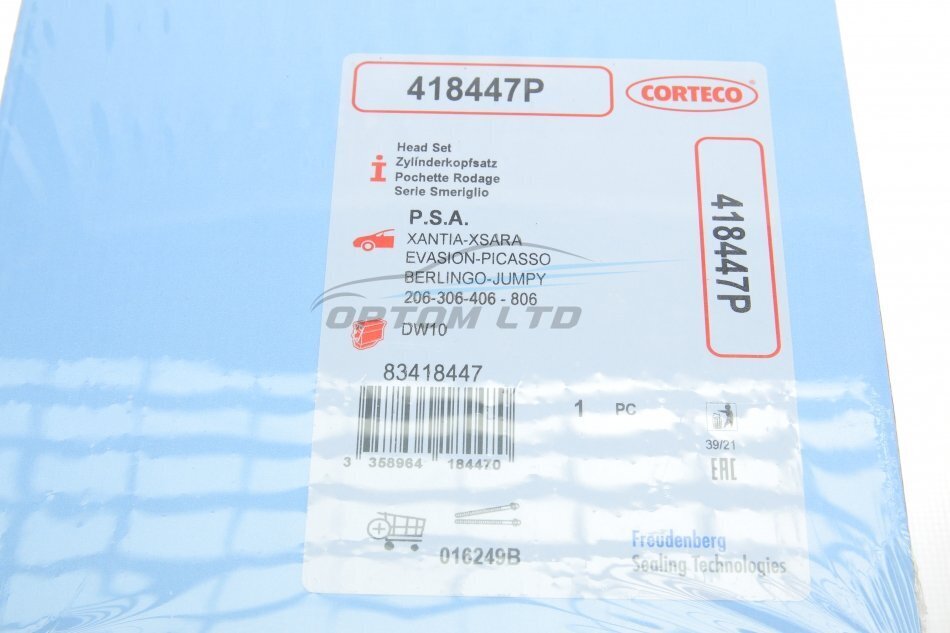 418447P
CORTECO
Head Set
Zylinderkopfsatz
Pochette Rodage
Serie Smeriglio
418447P
P.S.A.
XANTIA-XSARA
EVASION-PICASSO
BERLINGO-JUMPY
206-306-406 - 806
OPTOM LTD
DW10
83418447
1 PC
3 358964 184470
39/21
EAC
016249B
Freudenberg
Sealing Technologies